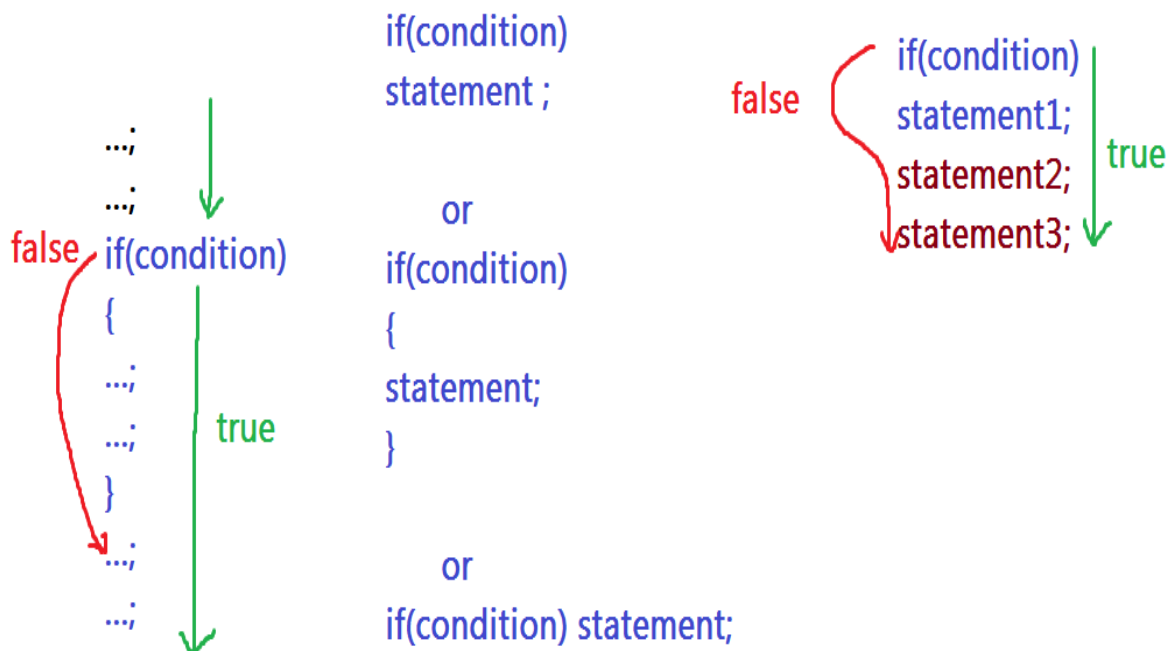 ...;
...;
false if(condition)
{
...;
...;
true
}
...;
...;
if(condition)
statement ;
or
if(condition)
{
statement;
}
or
if(condition) statement;
false
if(condition)
statement1;
statement2;
true
statement3;